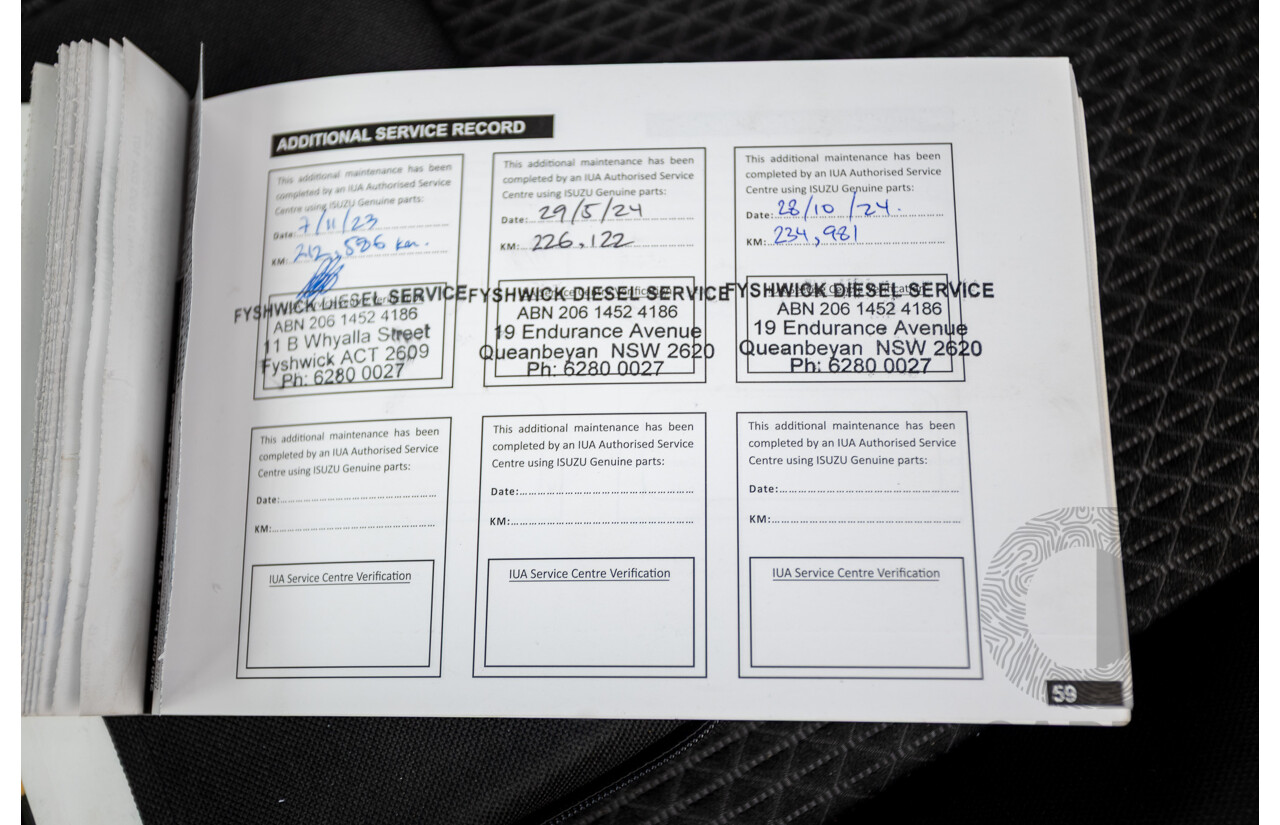 ADDITIONAL SERVICE RECORD
This additional maintenance has been
completed by an IUA Authorised Service
Centre using ISUZU Genuine parts:
Date: 7/11/23
KM: 212,586 km.
FYSHWICK DIESEL SERVICE
ABN 206 1452 4186
11 B Whyalla Street
Fyshwick ACT 2609
Ph: 6280 0027
This additional maintenance has been
completed by an IUA Authorised Service
Centre using ISUZU Genuine parts:
Date: 29/5/24
KM: 226,122
FYSHWICK DIESEL SERVICE
ABN 206 1452 4186
19 Endurance Avenue
Queanbeyan NSW 2620
Ph: 6280 0027
This additional maintenance has been
completed by an IUA Authorised Service
Centre using ISUZU Genuine parts:
Date: 28/10/24.
KM: 234,981
FYSHWICK DIESEL SERVICE
ABN 206 1452 4186
19 Endurance Avenue
Queanbeyan NSW 2620
Ph: 6280 0027
This additional maintenance has been
completed by an IUA Authorised Service
Centre using ISUZU Genuine parts:
Date:
KM:
IUA Service Centre Verification
This additional maintenance has been
completed by an IUA Authorised Service
Centre using ISUZU Genuine parts:
Date:
KM:
IUA Service Centre Verification
This additional maintenance has been
completed by an IUA Authorised Service
Centre using ISUZU Genuine parts:
Date:
KM:
IUA Service Centre Verification
59